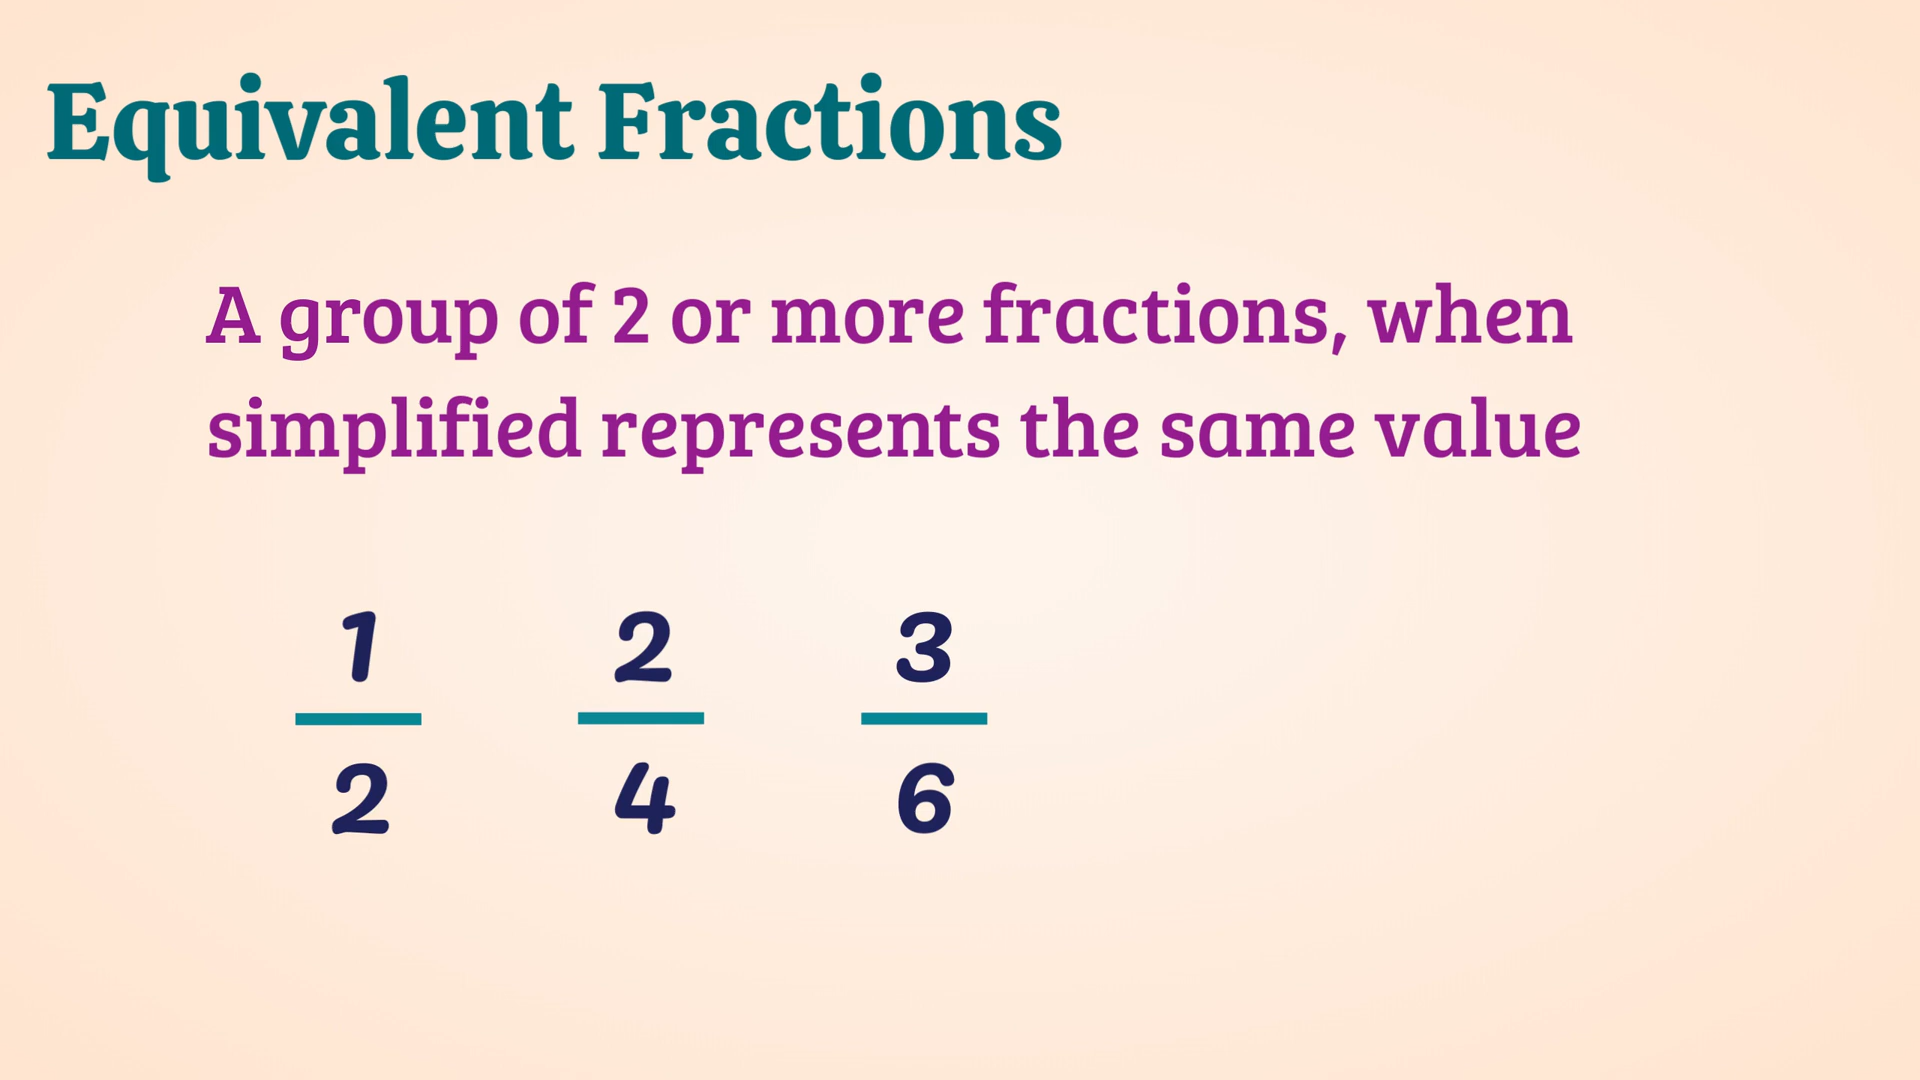 Equivalent Fractions
A group of 2 or more fractions, when
simplified represents the same value
1 2 3
2 4 6